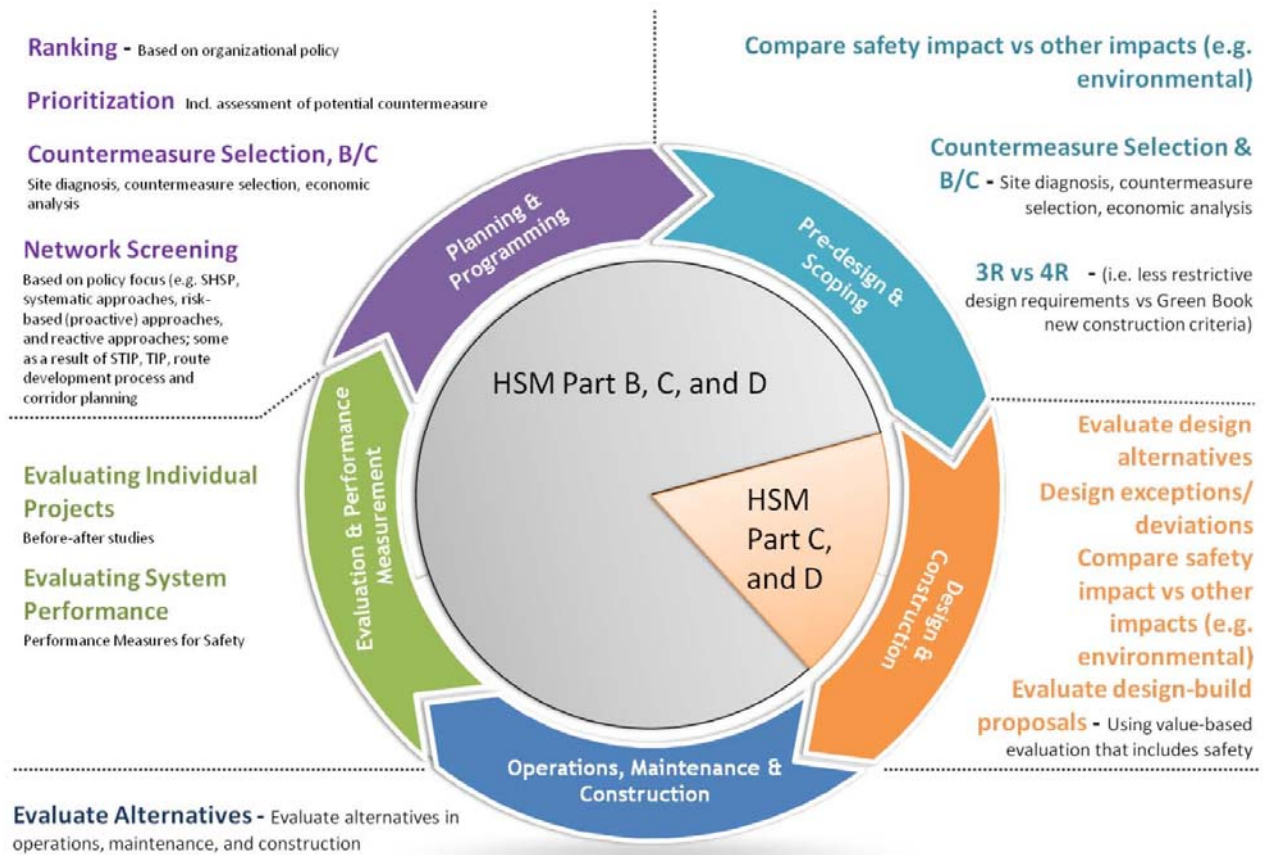 Ranking - Based on organizational policy
Prioritization Incl. assessment of potential countermeasure
Countermeasure Selection, B/C
Site diagnosis, countermeasure selection, economic
analysis
Network Screening
Based on policy focus (e.g. SHSP,
systematic approaches, risk-
based (proactive) approaches,
and reactive approaches; some
as a result of STIP, TIP, route
development process and
corridor planning
Evaluating Individual
Projects
Before-after studies
Evaluating System
Performance
Performance Measures for Safety
Evaluate Alternatives - Evaluate alternatives in
operations, maintenance, and construction
Planning &
Programming
Pre-design &
Scoping
Design &
Construction
Operations, Maintenance &
Construction
Evaluation & Performance
Measurement
HSM Part B, C, and D
HSM
Part C,
and D
Compare safety impact vs other impacts (e.g.
environmental)
Countermeasure Selection &
B/C - Site diagnosis, countermeasure
selection, economic analysis
3R vs 4R - (i.e. less restrictive
design requirements vs Green Book
new construction criteria)
Evaluate design
alternatives
Design exceptions/
deviations
Compare safety
impact vs other
impacts (e.g.
environmental)
Evaluate design-build
proposals - Using value-based
evaluation that includes safety